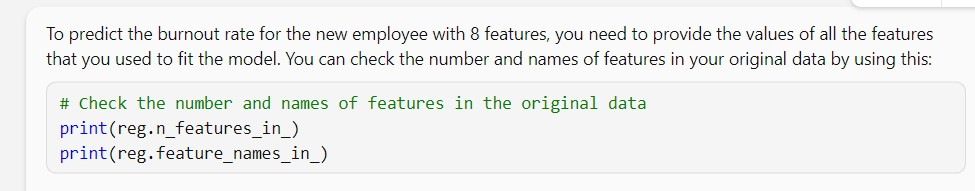 To predict the burnout rate for the new employee with 8 features, you need to provide the values of all the features
that you used to fit the model. You can check the number and names of features in your original data by using this:
# Check the number and names of features in the original data
print(reg.n_features_in_)
print(reg.feature_names_in_)